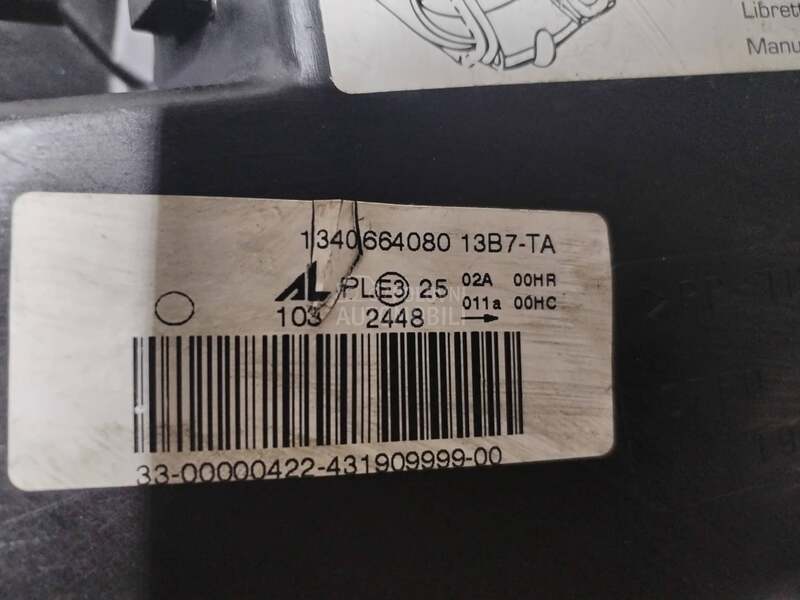 Librett
Manu
1340664080 13B7-TA
AL PL E3 25 02A 00HR
011a 00HC
103 2448
AUTOMOBILI
33-00000422-431909999-00